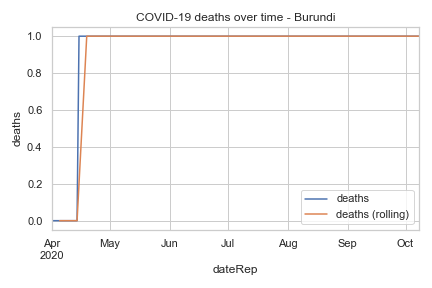 COVID-19 deaths over time - Burundi
deaths
1.0
0.8
0.6
0.4
0.2
0.0
deaths
deaths (rolling)
Apr May Jun Jul Aug Sep Oct
2020
dateRep